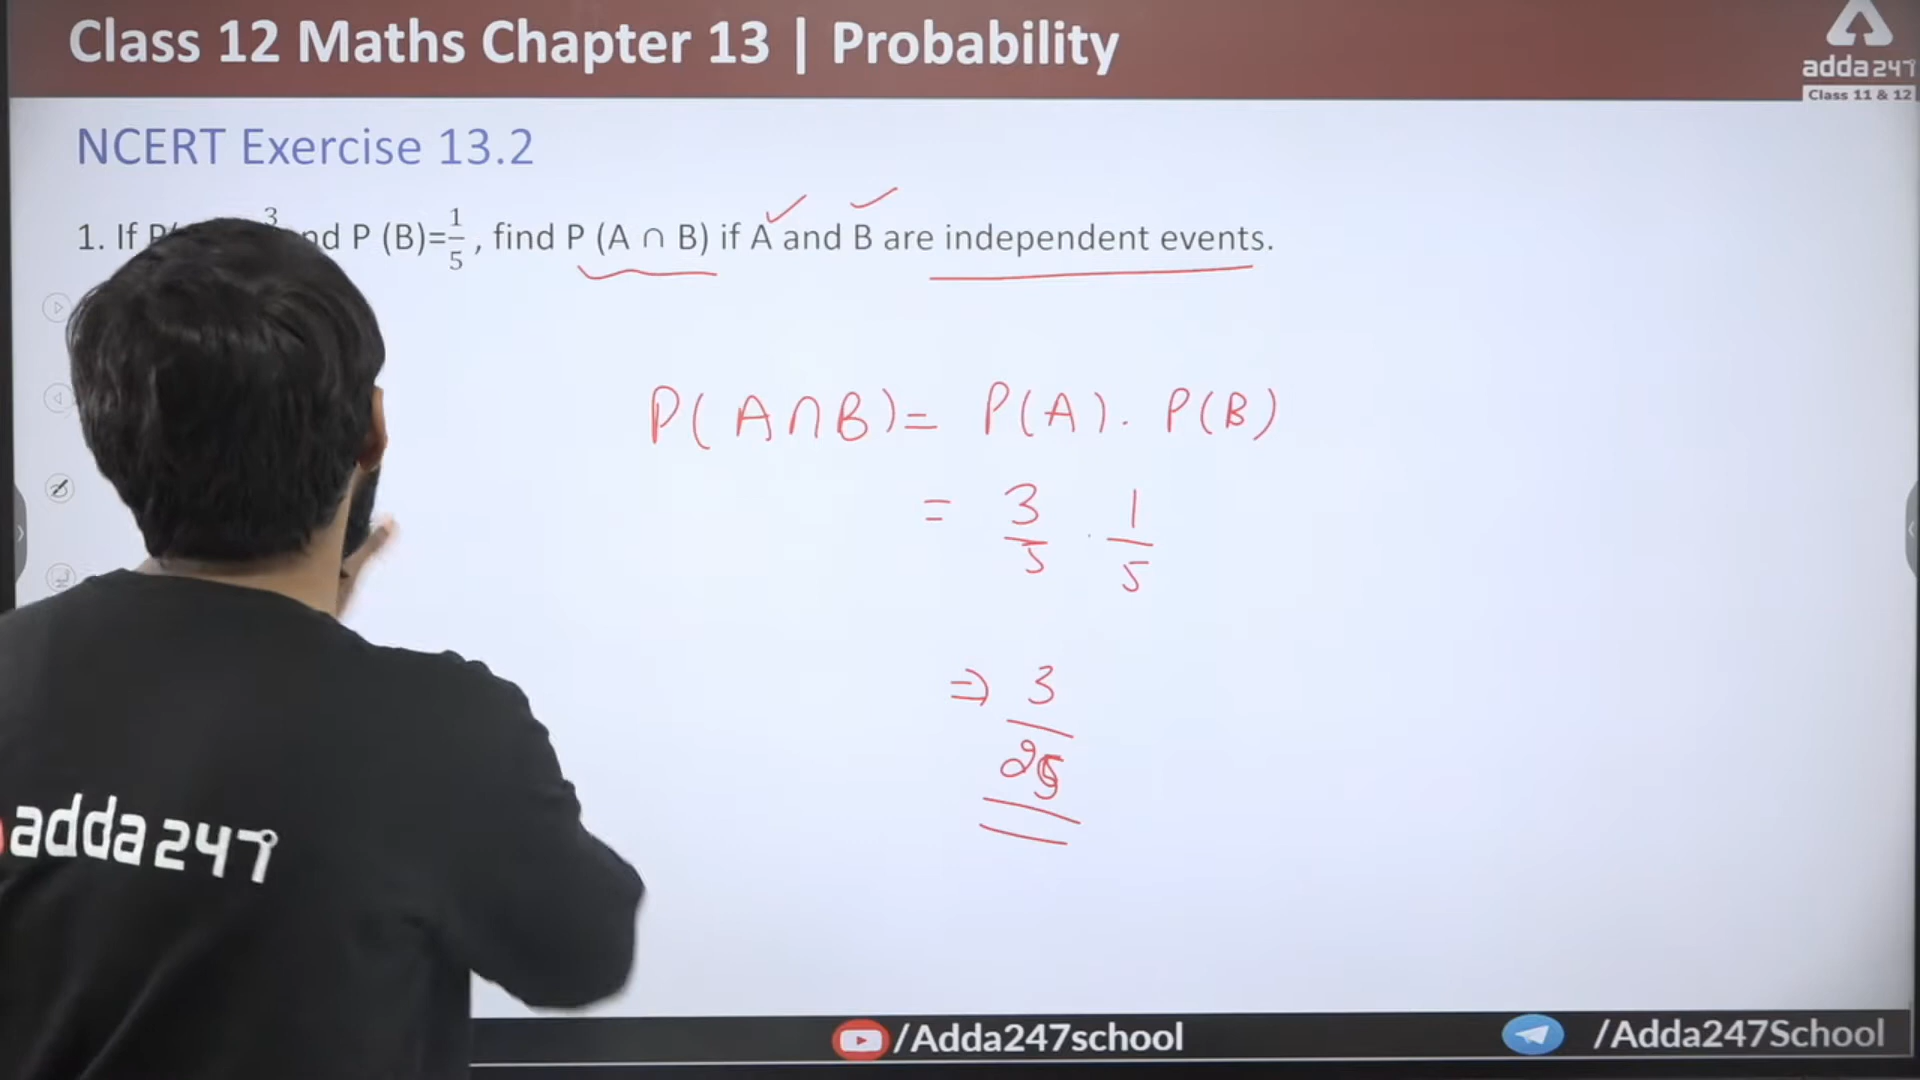 Class 12 Maths Chapter 13 | Probability
adda247
Class 11 & 12
NCERT Exercise 13.2
1. If P 3 nd P (B)=1/5, find P (A ∩ B) if A and B are independent events.
P(A∩B) = P(A). P(B)
= 3/5 . 1/5
⇒ 3/25
adda247
/Adda247school
/Adda247School